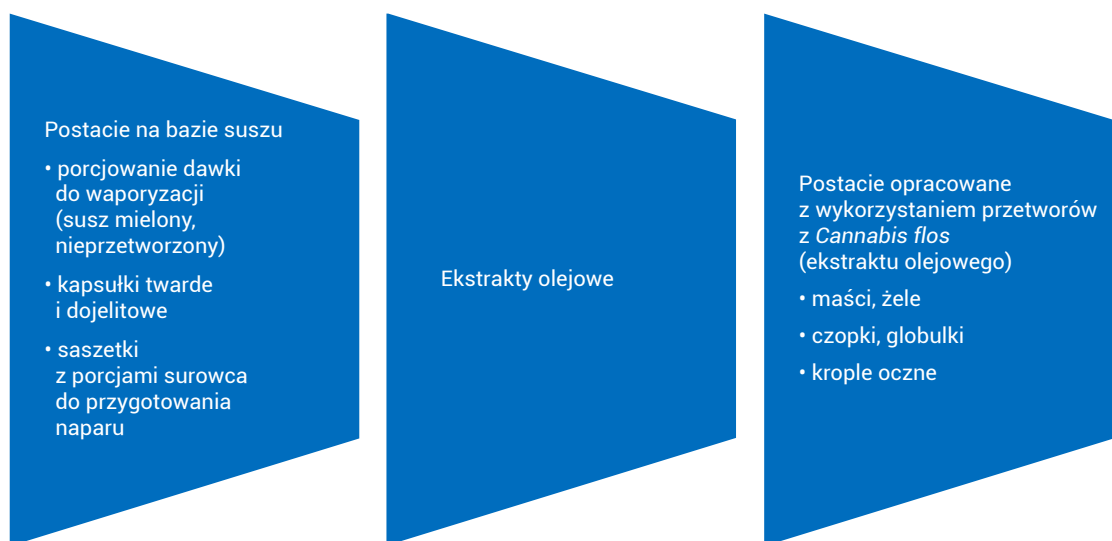 Postacie na bazie suszu
• porcjowanie dawki
do waporyzacji
(susz mielony,
nieprzetworzony)
• kapsułki twarde
i dojelitowe
• saszetki
z porcjami surowca
do przygotowania
naparu
Ekstrakty olejowe
Postacie opracowane
z wykorzystaniem przetworów
z Cannabis flos
(ekstraktu olejowego)
• maści, żele
• czopki, globulki
• krople oczne